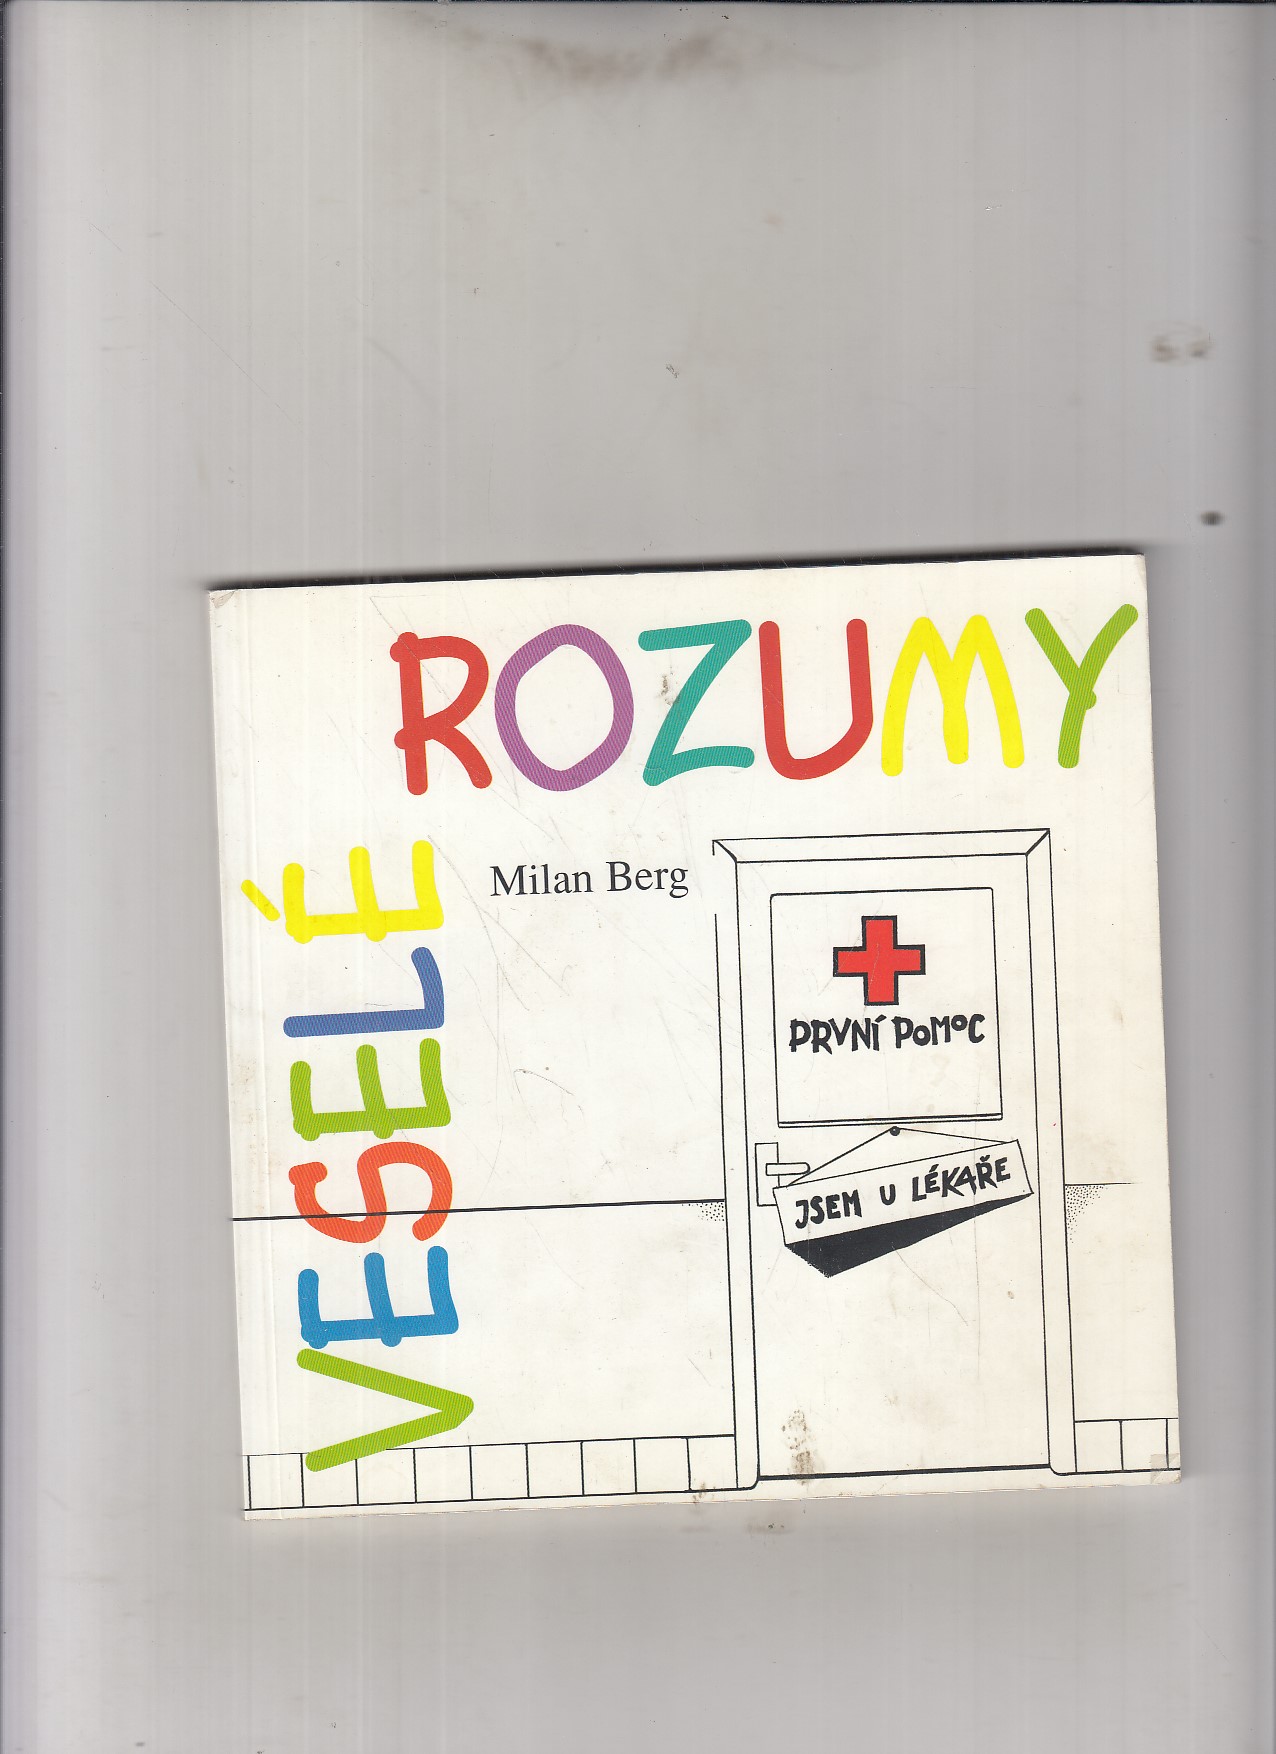 VESELÉ
ROZUMY
Milan Berg
PRVNÍ POMOC
JSEM U LÉKAŘE